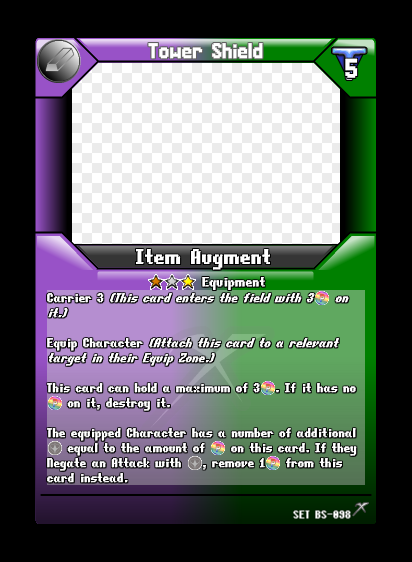 Tower Shield
5
Item Augment
Equipment
Carrier 3 (This card enters the field with 3 on
it.)
Equip Character (Attach this card to a relevant
target in their Equip Zone.)
This card can hold a maximum of 3. If it has no
on it, destroy it.
The equipped Character has a number of additional
equal to the amount of on this card. If they
Negate an Attack with , remove 1 from this
card instead.
SET BS-098